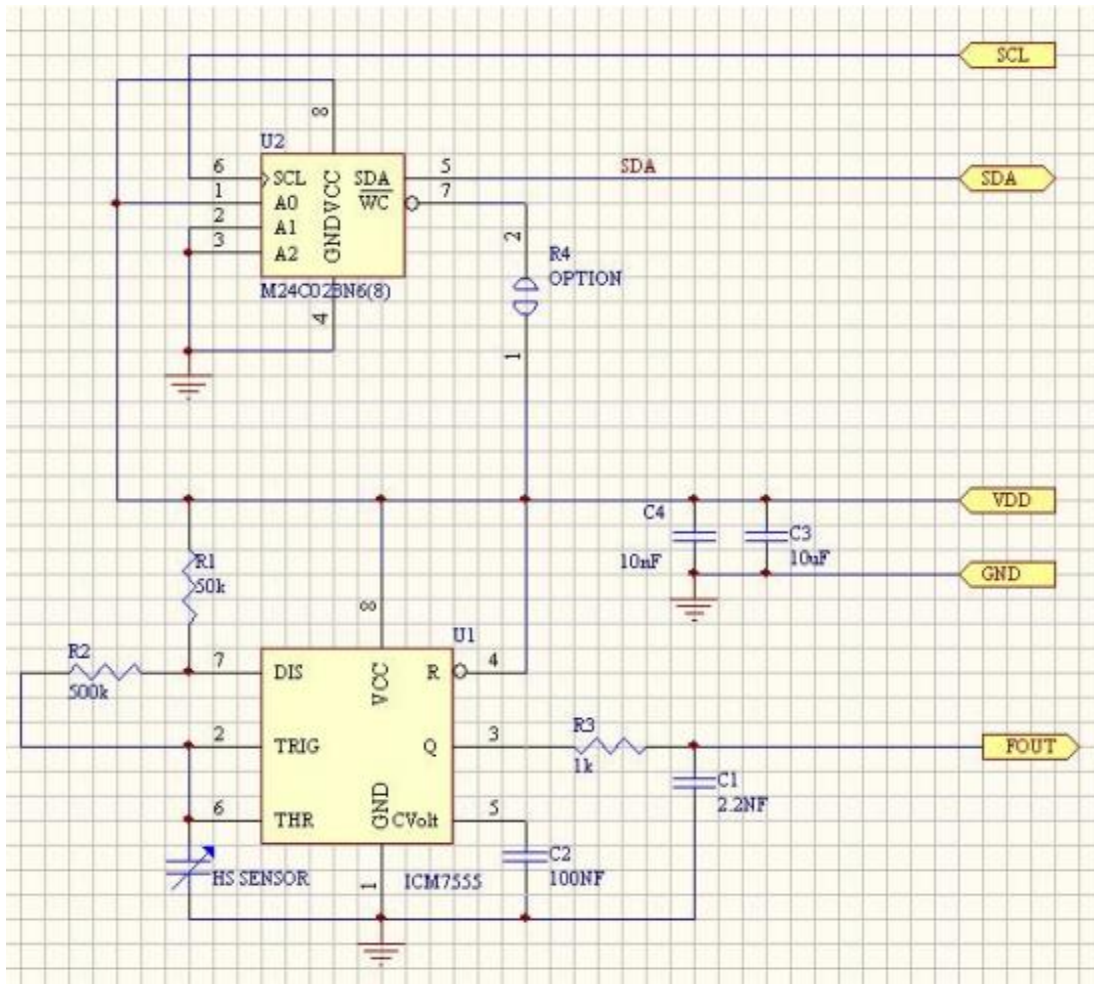 SCL
8
U2
6
SCL
SDA
5
SDA
SDA
1
A0
VCC
WC
7
2
A1
GND
3
A2
2
R4
OPTION
M24C02BN6(8)
4
1
VDD
C4
C3
10nF
10uF
GND
R1
50k
8
U1
R2
500k
7
DIS
VCC
R
4
2
TRIG
Q
3
R3
1k
FOUT
C1
2.2NF
6
THR
GND
CVolt
5
C2
100NF
HS SENSOR
1
ICM7555